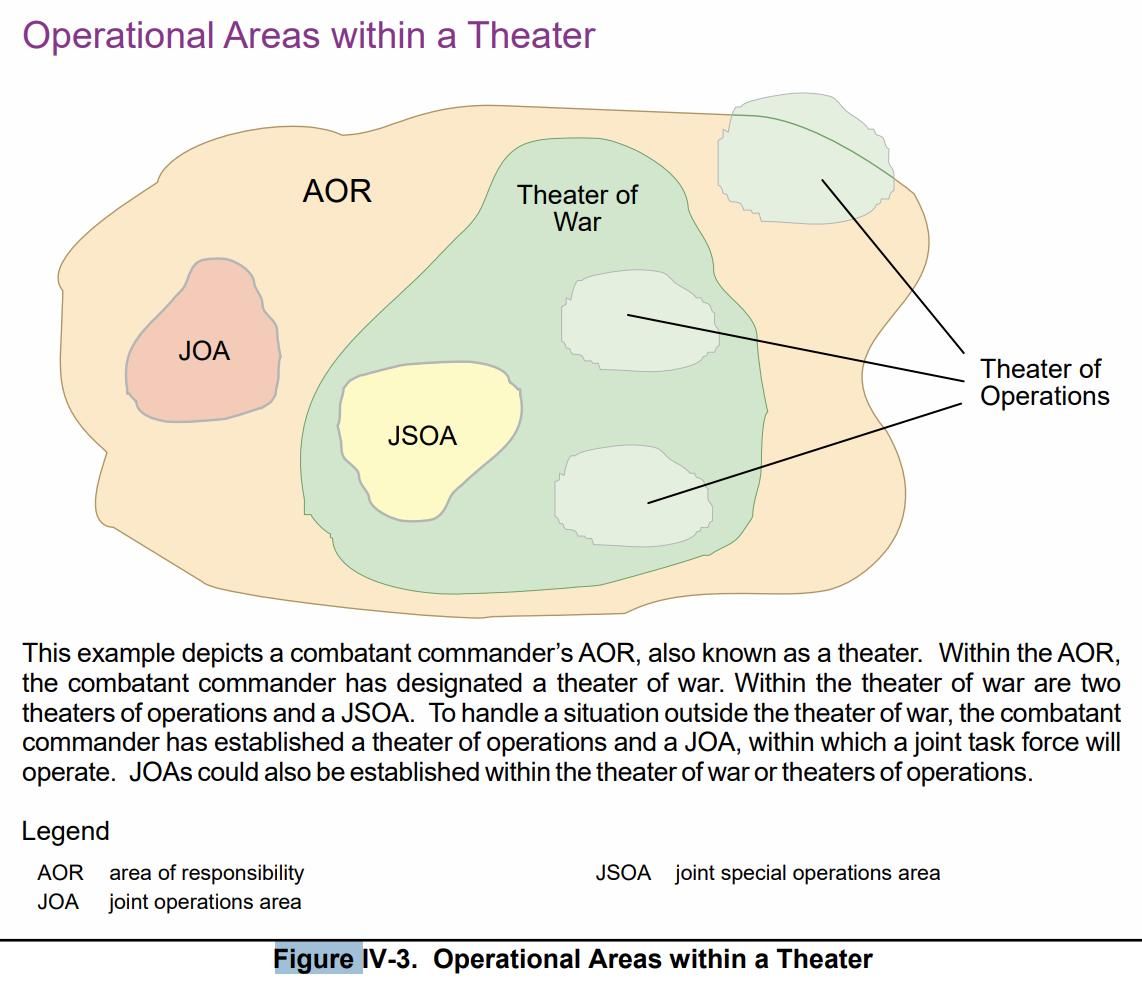 Operational Areas within a Theater
AOR
Theater of
War
JOA
Theater of
Operations
JSOA
This example depicts a combatant commander’s AOR, also known as a theater. Within the AOR,
the combatant commander has designated a theater of war. Within the theater of war are two
theaters of operations and a JSOA. To handle a situation outside the theater of war, the combatant
commander has established a theater of operations and a JOA, within which a joint task force will
operate. JOAs could also be established within the theater of war or theaters of operations.
Legend
AOR area of responsibility JSOA joint special operations area
JOA joint operations area
Figure IV-3. Operational Areas within a Theater